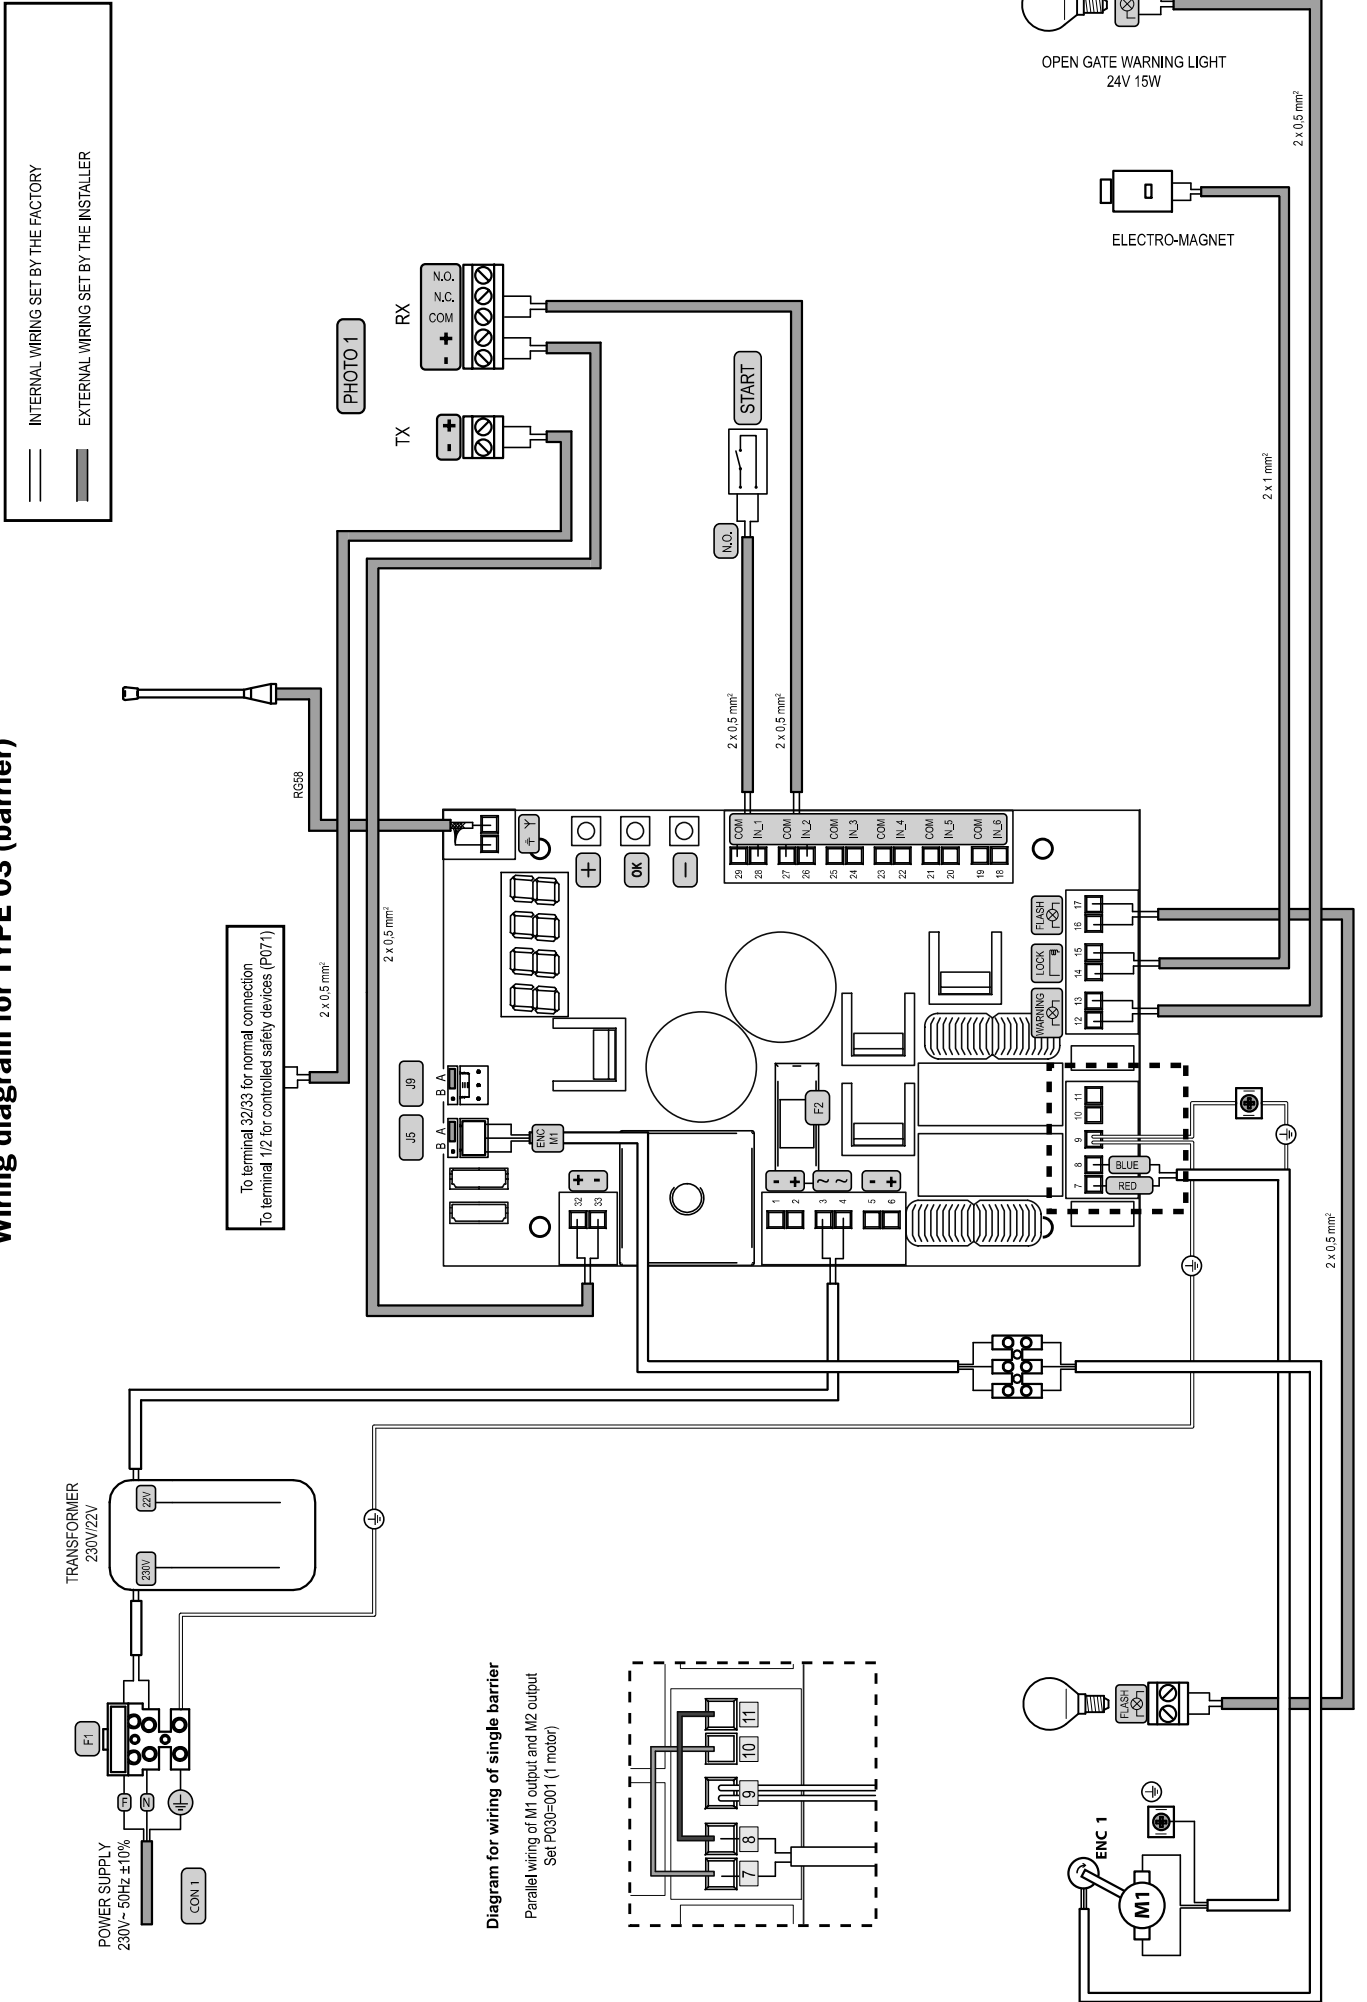 Wiring diagram for TYPE 03 (barrier)
INTERNAL WIRING SET BY THE FACTORY
EXTERNAL WIRING SET BY THE INSTALLER
POWER SUPPLY
230V~ 50Hz ±10%
CON 1
F
N
F1
TRANSFORMER
230V/22V
230V
22V
To terminal 32/33 for normal connection
To terminal 1/2 for controlled safety devices (P071)
2 x 0,5 mm²
2 x 0,5 mm²
RG58
PHOTO 1
TX
- +
RX
- + COM N.C. N.O.
J5
J9
B A
B A
ENC
M1
+
-
32
33
Y
+
OK
-
N.O.
START
2 x 0,5 mm²
2 x 0,5 mm²
29 COM
28 IN_1
27 COM
26 IN_2
25 COM
24 IN_3
23 COM
22 IN_4
21 COM
20 IN_5
19 COM
18 IN_6
F2
- + ~ ~ - +
1
2
3
4
5
6
7 8 9 10 11
RED
BLUE
WARNING
LOCK
FLASH
12 13 14 15 16 17
OPEN GATE WARNING LIGHT
24V 15W
2 x 0,5 mm²
ELECTRO-MAGNET
2 x 1 mm²
2 x 0,5 mm²
FLASH
ENC 1
M1
Diagram for wiring of single barrier
Parallel wiring of M1 output and M2 output
Set P030=001 (1 motor)
7 8 9 10 11